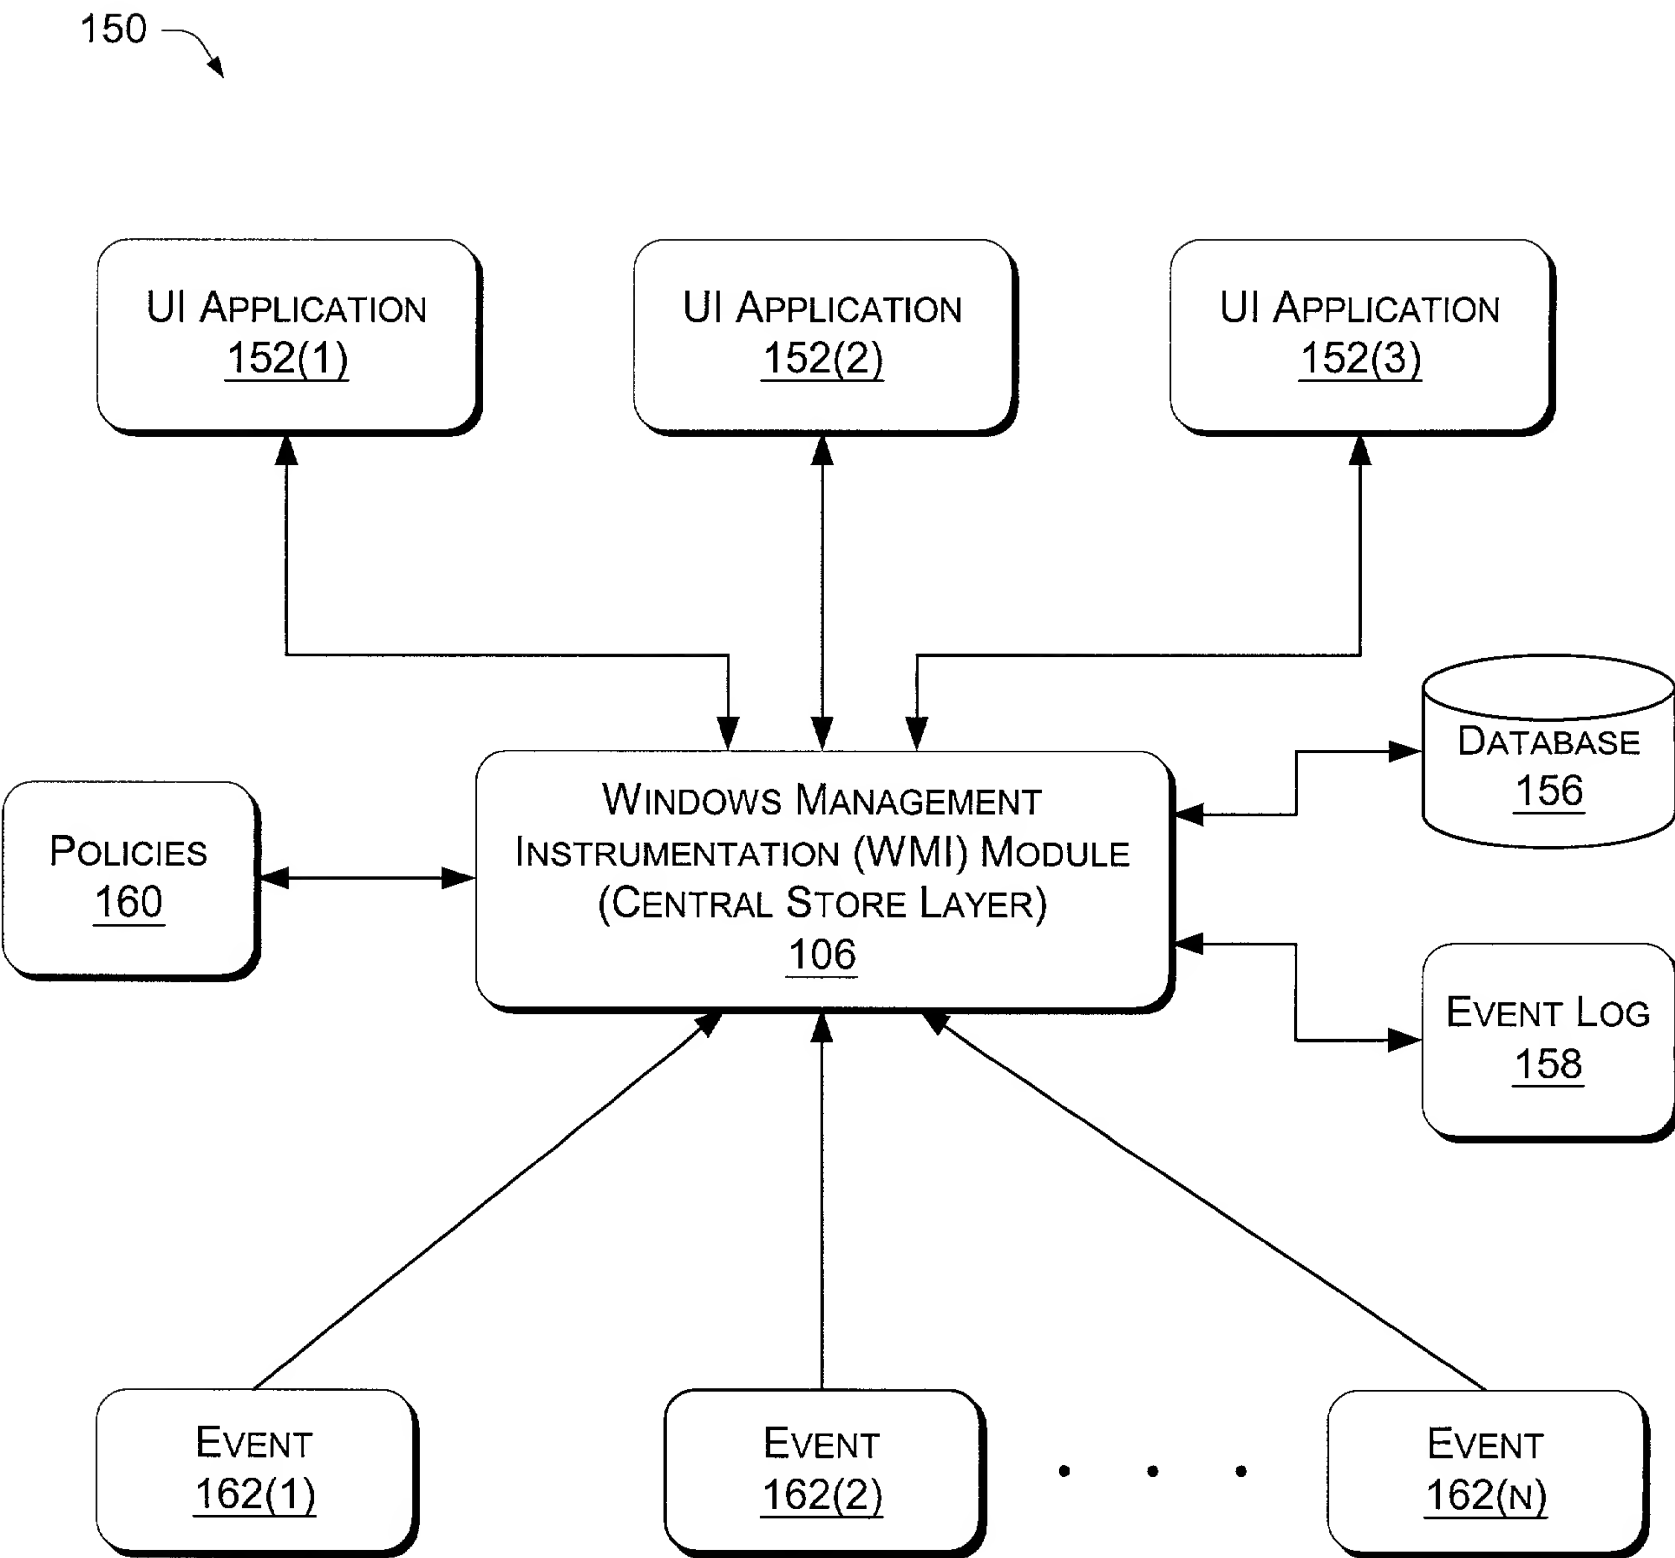 150
UI APPLICATION
152(1)
UI APPLICATION
152(2)
UI APPLICATION
152(3)
DATABASE
156
WINDOWS MANAGEMENT
INSTRUMENTATION (WMI) MODULE
(CENTRAL STORE LAYER)
106
POLICIES
160
EVENT LOG
158
EVENT
162(1)
EVENT
162(2)
. . .
EVENT
162(N)